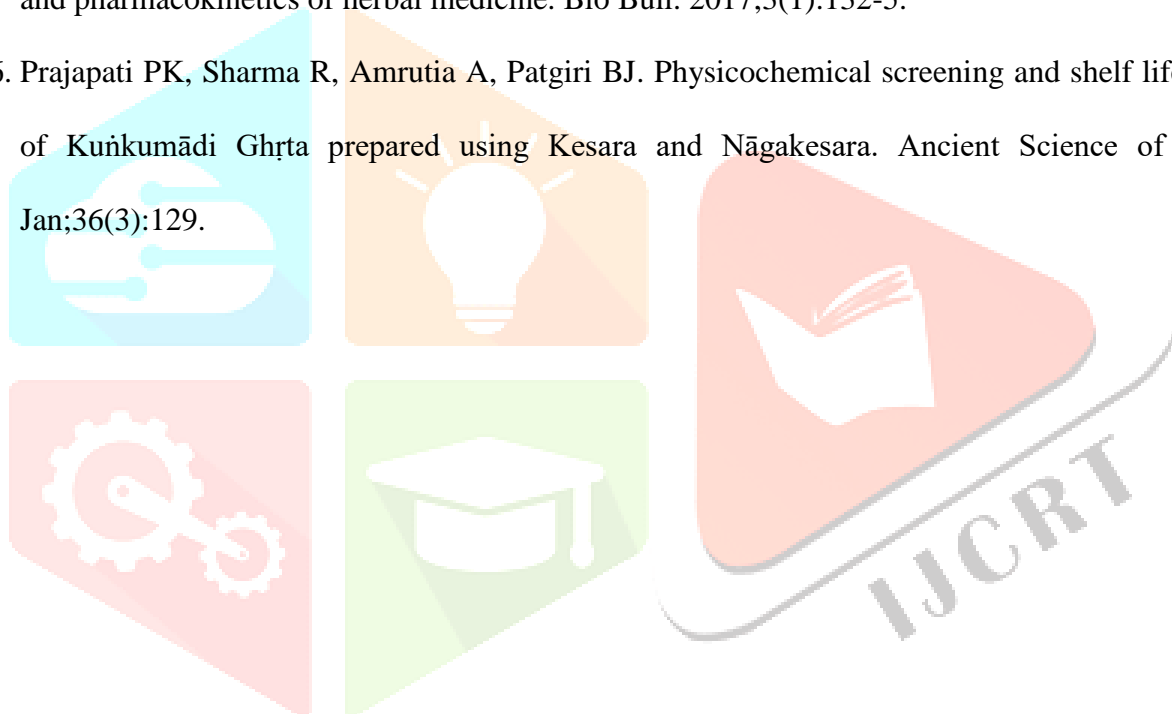 and pharmacokinetics of herbal medicine. Bio Bull. 2017;3(1):132-5.
6. Prajapati PK, Sharma R, Amrutia A, Patgiri BJ. Physicochemical screening and shelf life
of Kuṅkumādi Ghṛta prepared using Kesara and Nāgakesara. Ancient Science of
Jan;36(3):129.
IJCRT